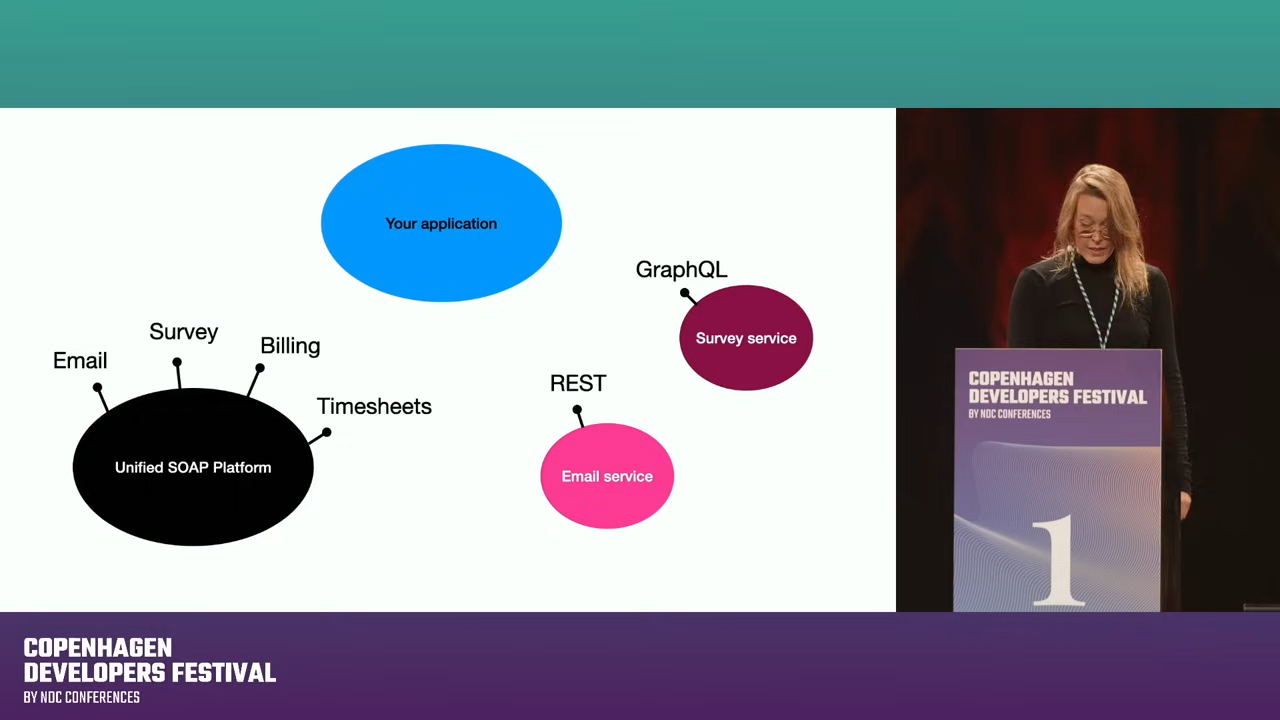 Your application
GraphQL
Survey service
Survey
Billing
Email
REST
Timesheets
Unified SOAP Platform
Email service
COPENHAGEN
DEVELOPERS FESTIVAL
BY NDC CONFERENCES
1
COPENHAGEN
DEVELOPERS FESTIVAL
BY NDC CONFERENCES